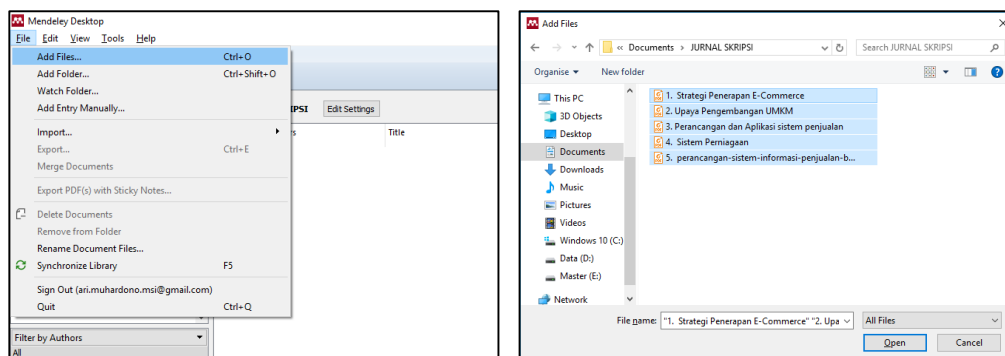 Mendeley Desktop
File Edit View Tools Help
Add Files... Ctrl+O
Add Folder... Ctrl+Shift+O
Watch Folder...
Add Entry Manually...
IPSI Edit Settings
Import...
rs Title
Export... Ctrl+E
Merge Documents
Export PDF(s) with Sticky Notes...
Delete Documents
Remove from Folder
Rename Document Files...
Synchronize Library F5
Sign Out (ari.muhardono.msi@gmail.com)
Quit Ctrl+Q
Filter by Authors
All
Add Files
« Documents > JURNAL SKRIPSI Search JURNAL SKRIPSI
Organise New folder
This PC
3D Objects
Desktop
Documents
Downloads
Music
Pictures
Videos
Windows 10 (C:)
Data (D:)
Master (E:)
Network
1. Strategi Penerapan E-Commerce
2. Upaya Pengembangan UMKM
3. Perancangan dan Aplikasi sistem penjualan
4. Sistem Perniagaan
5. perancangan-sistem-informasi-penjualan-b...
File name: "1. Strategi Penerapan E-Commerce" "2. Upa All Files
Open Cancel